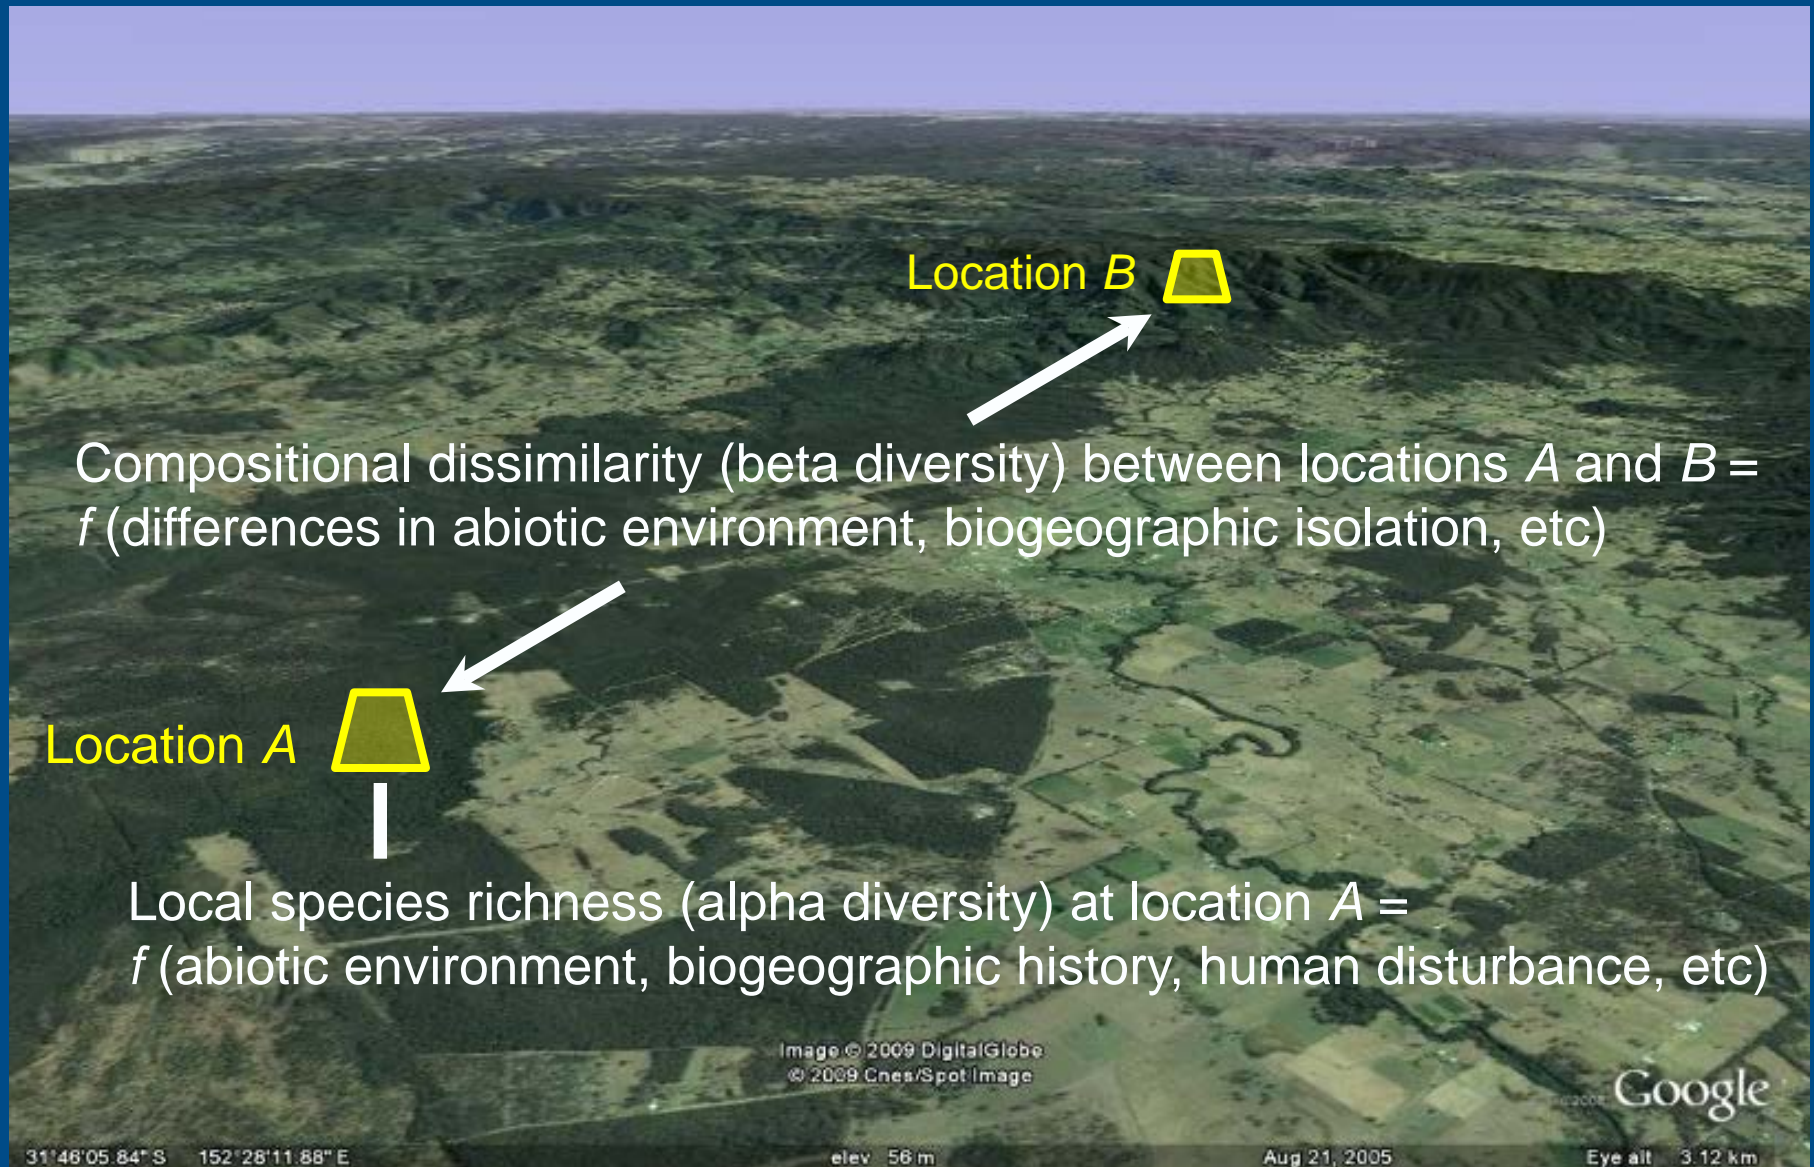 Location B
Compositional dissimilarity (beta diversity) between locations A and B =
f (differences in abiotic environment, biogeographic isolation, etc)
Location A
Local species richness (alpha diversity) at location A =
f (abiotic environment, biogeographic history, human disturbance, etc)
Image © 2009 DigitalGlobe
© 2009 Cnes/Spot Image
Google
31°46'05.84" S 152°28'11.88" E elev 56 m Aug 21, 2005 Eye alt 3.12 km